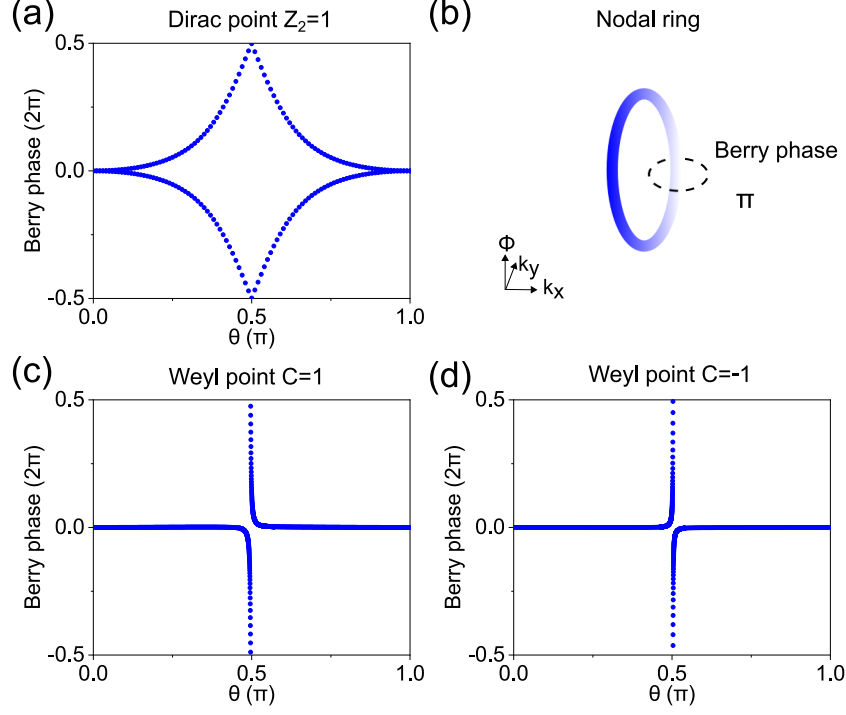 (a)
Dirac point Z₂=1
0.5
0.0
-0.5
Berry phase (2π)
0.0
0.5
1.0
θ (π)
(b)
Nodal ring
Berry phase
π
Φ
k_y
k_x
(c)
Weyl point C=1
0.5
0.0
-0.5
Berry phase (2π)
0.0
0.5
1.0
θ (π)
(d)
Weyl point C=-1
0.5
0.0
-0.5
Berry phase (2π)
0.0
0.5
1.0
θ (π)